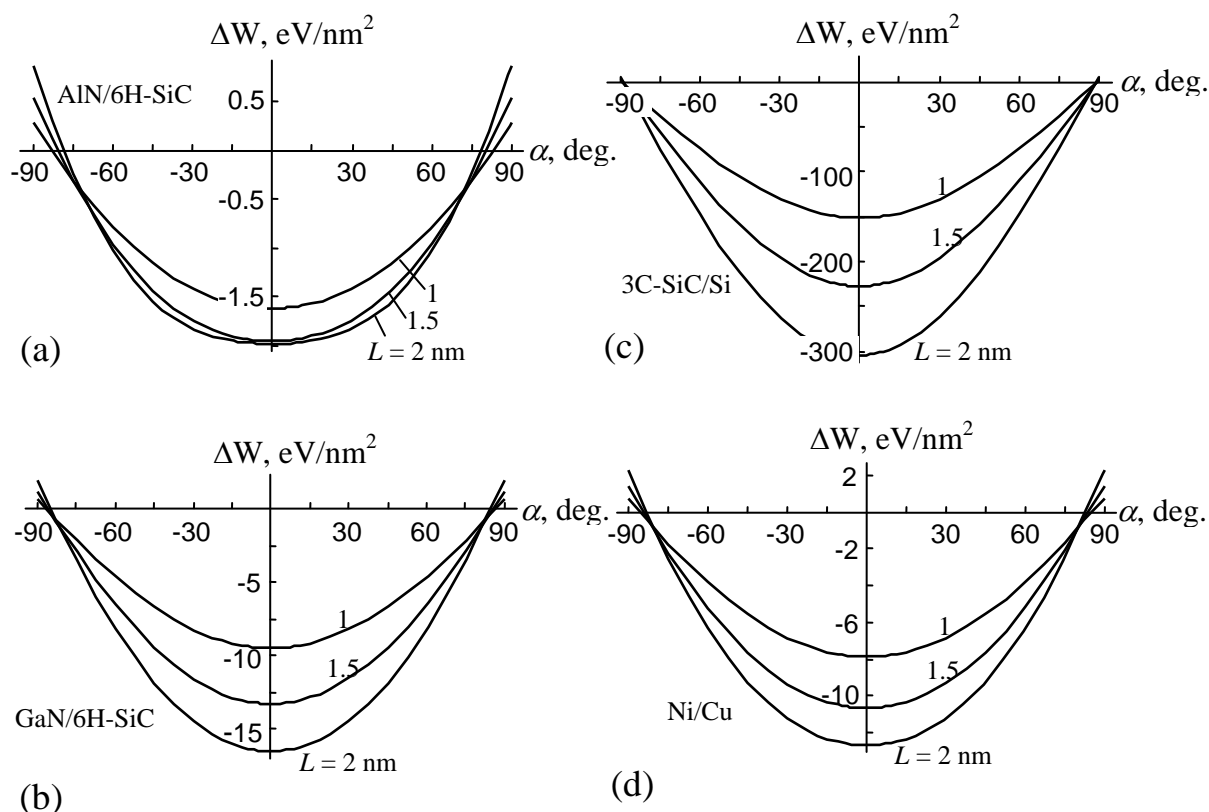 ΔW, eV/nm²
AlN/6H-SiC
0.5
-90 -60 -30 30 60 90
α, deg.
-0.5
-1.5
1
1.5
L = 2 nm
(a)
ΔW, eV/nm²
-90 -60 -30 30 60 90
α, deg.
-100
1
1.5
-200
3C-SiC/Si
-300
L = 2 nm
(c)
ΔW, eV/nm²
-90 -60 -30 30 60 90
α, deg.
-5
1
-10
1.5
GaN/6H-SiC
-15
L = 2 nm
(b)
ΔW, eV/nm²
2
-90 -60 -30 30 60 90
α, deg.
-2
-6
1
1.5
-10
Ni/Cu
L = 2 nm
(d)